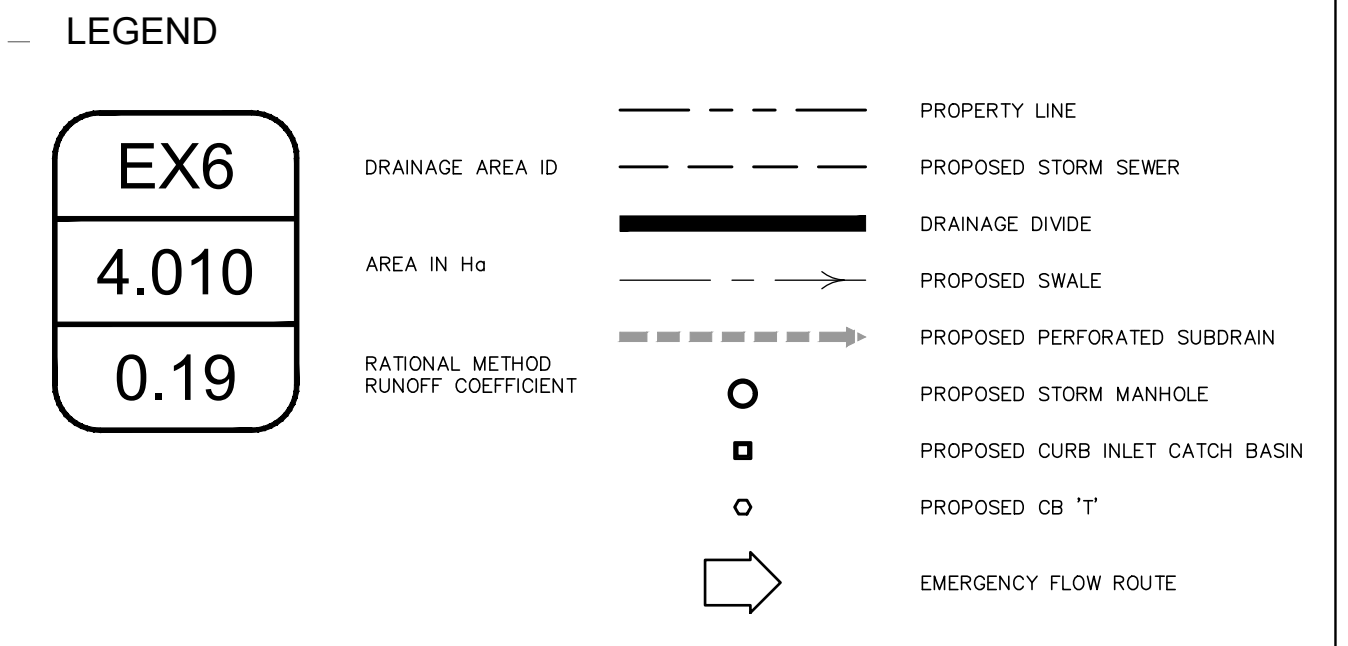 LEGEND
EX6
4.010
0.19
DRAINAGE AREA ID
AREA IN Ha
RATIONAL METHOD
RUNOFF COEFFICIENT
PROPERTY LINE
PROPOSED STORM SEWER
DRAINAGE DIVIDE
PROPOSED SWALE
PROPOSED PERFORATED SUBDRAIN
PROPOSED STORM MANHOLE
PROPOSED CURB INLET CATCH BASIN
PROPOSED CB 'T'
EMERGENCY FLOW ROUTE